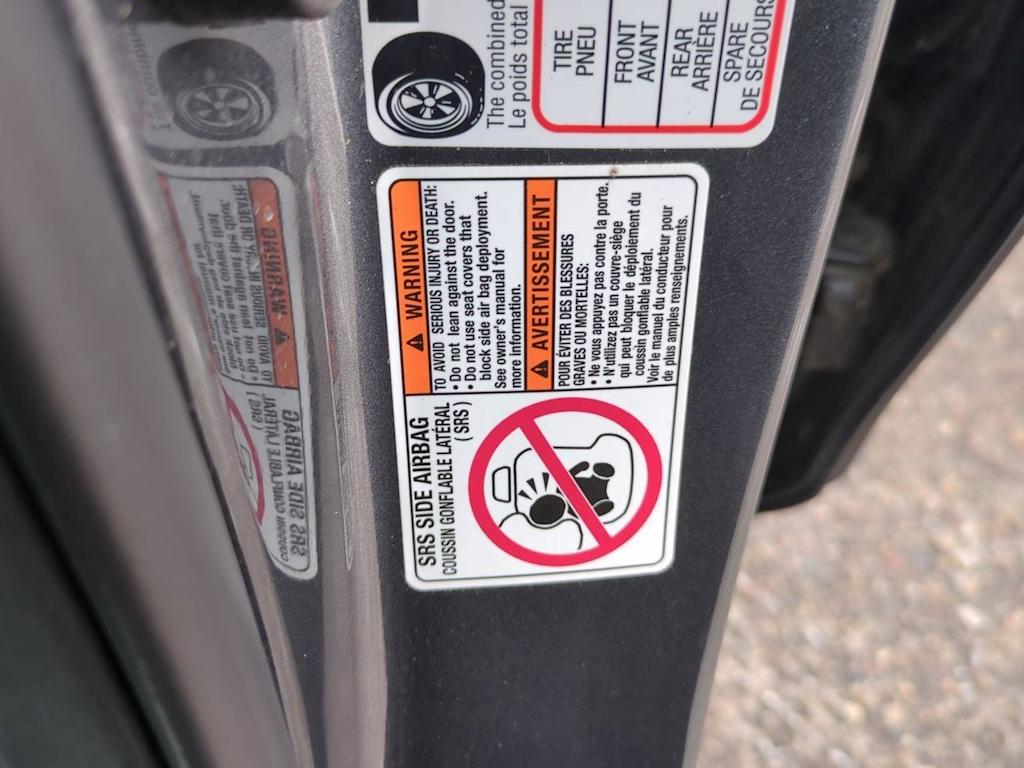 The combined
Le poids total
TIRE
PNEU
FRONT
AVANT
REAR
ARRIÈRE
SPARE
DE SECOURS
SRS SIDE AIRBAG
COUSSIN GONFLABLE LATÉRAL
( SRS )
WARNING
TO AVOID SERIOUS INJURY OR DEATH:
• Do not lean against the door.
• Do not use seat covers that
block side air bag deployment.
See owner's manual for
more information.
AVERTISSEMENT
POUR ÉVITER DES BLESSURES
GRAVES OU MORTELLES:
• Ne vous appuyez pas contre la porte.
• N'utilizez pas un couvre-siége
qui peut bloquer le déploiement du
coussin gonflable latéral.
Voir le manuel du conducteur pour
de plus amples renseignements.